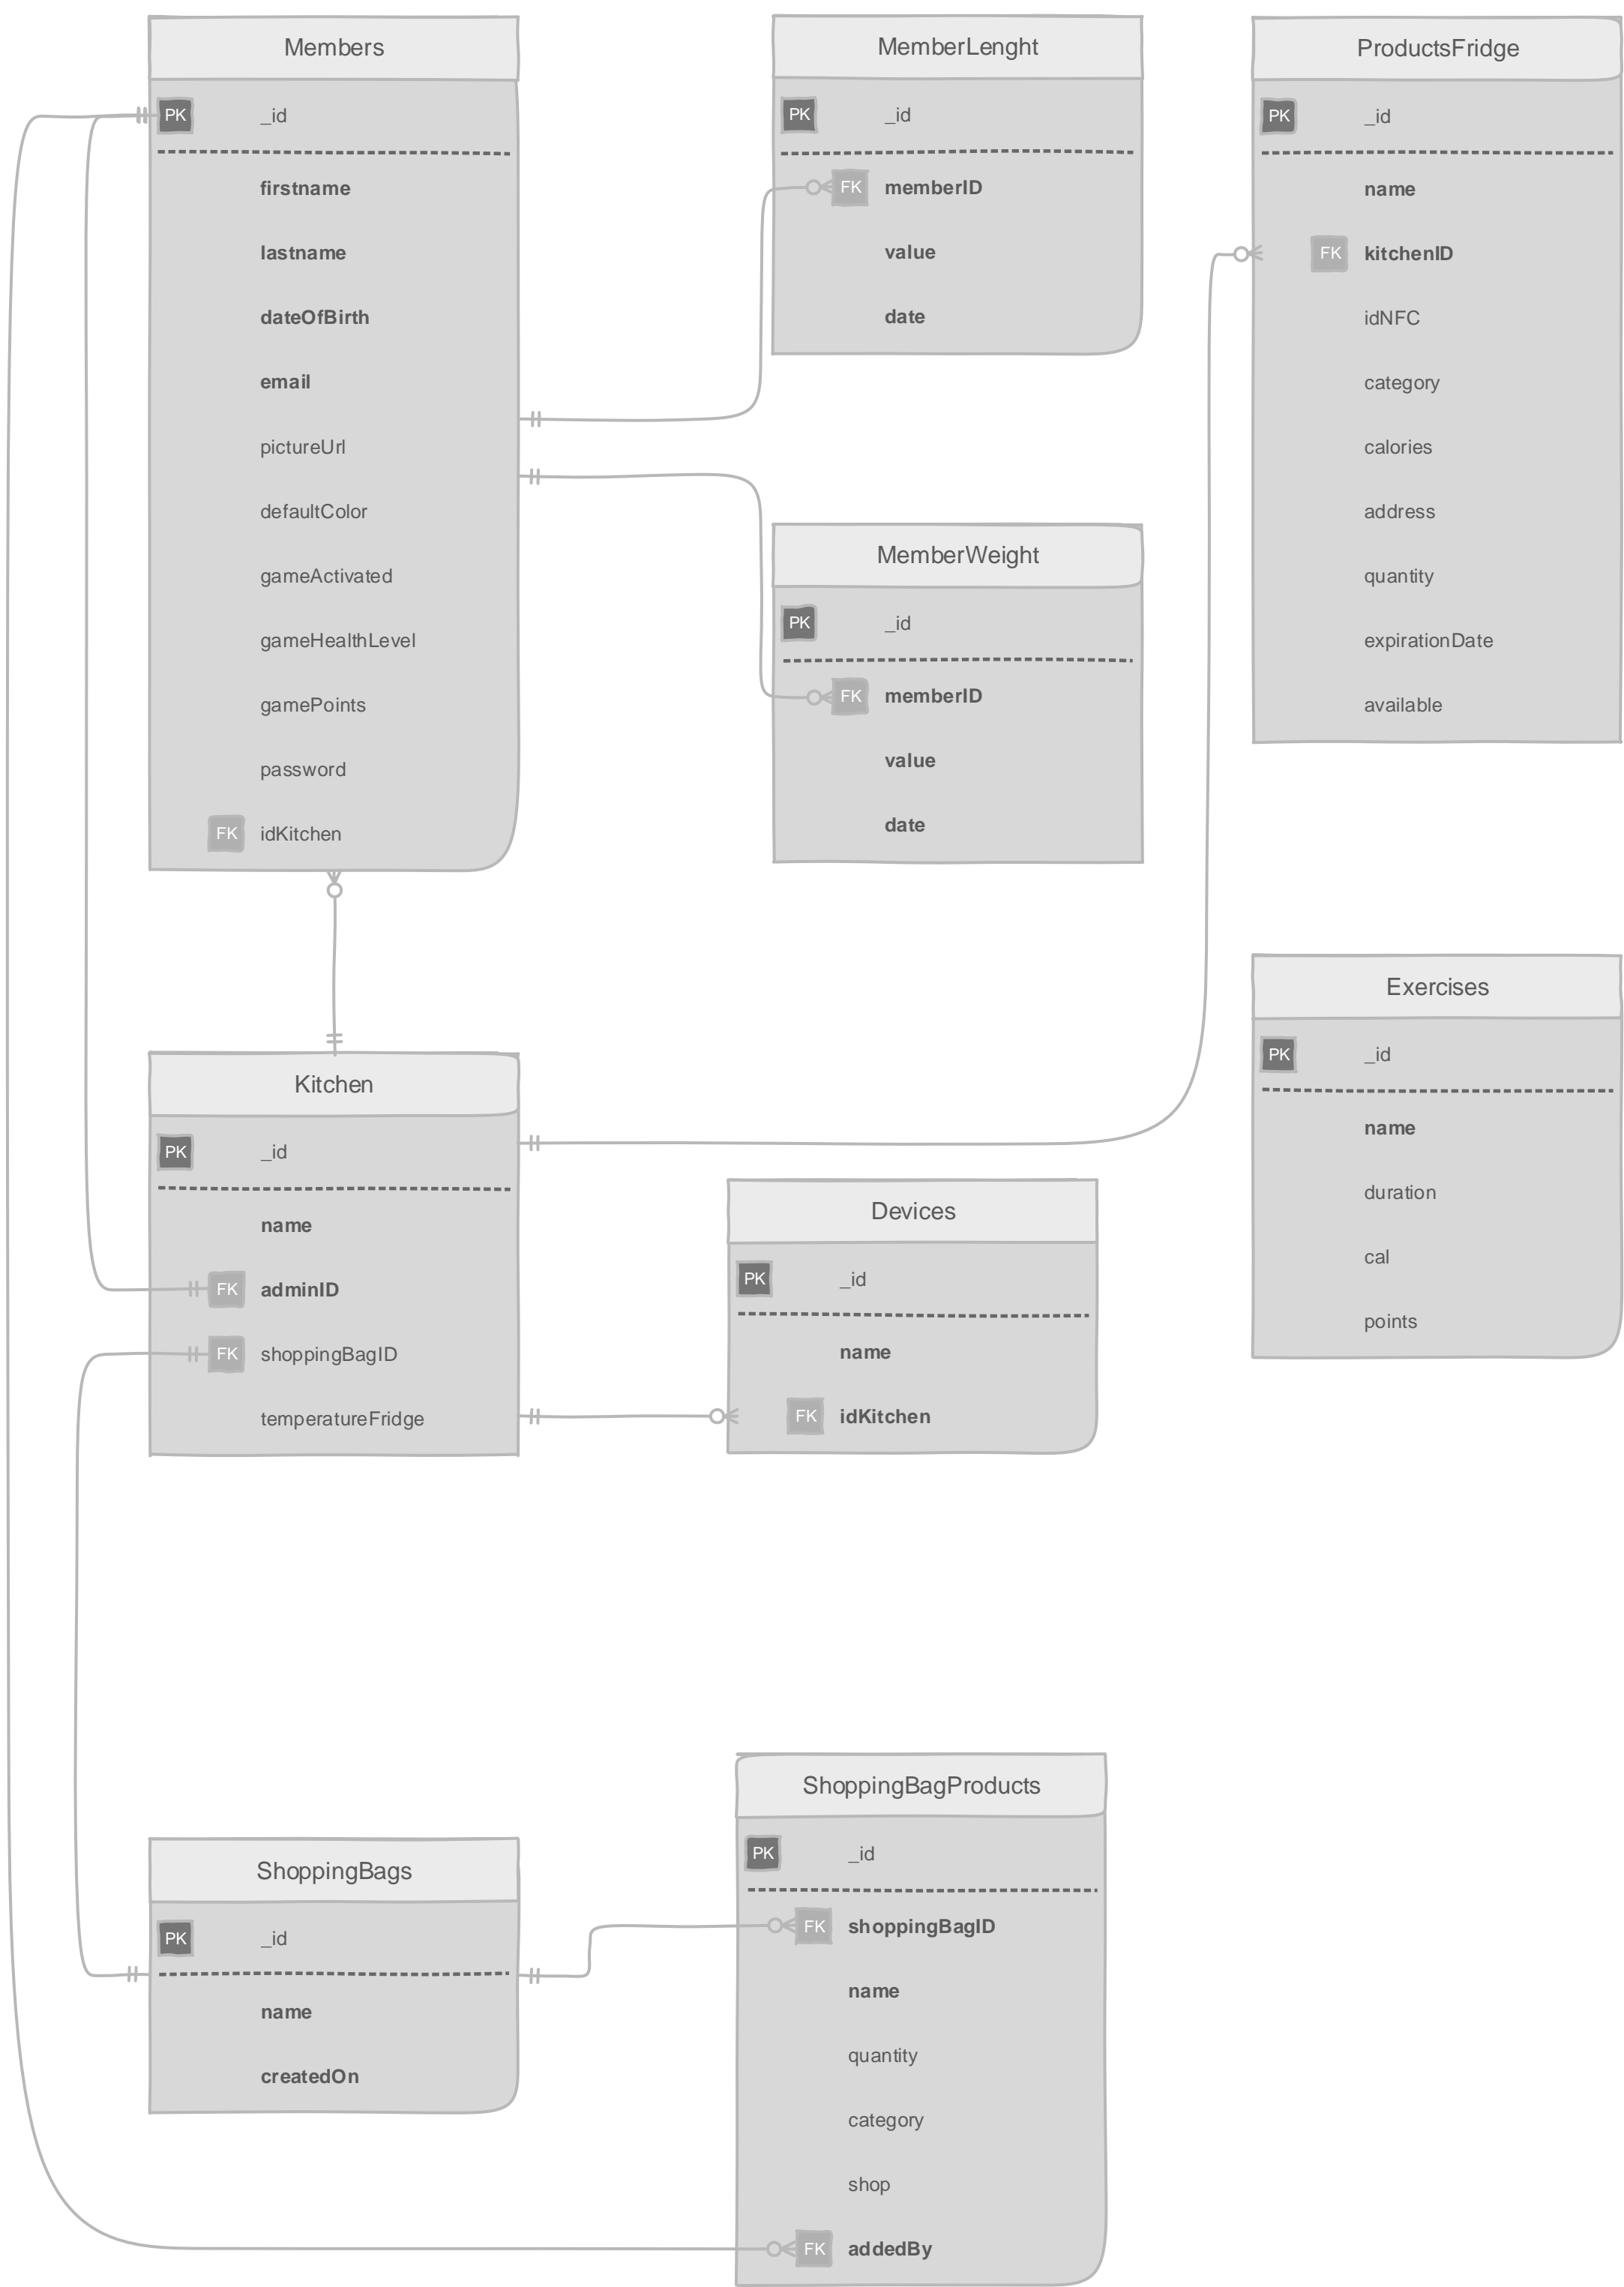 Members
PK _id
firstname
lastname
dateOfBirth
email
pictureUrl
defaultColor
gameActivated
gameHealthLevel
gamePoints
password
FK idKitchen
MemberLenght
PK _id
FK memberID
value
date
ProductsFridge
PK _id
name
FK kitchenID
idNFC
category
calories
address
quantity
expirationDate
available
MemberWeight
PK _id
FK memberID
value
date
Exercises
PK _id
name
duration
cal
points
Kitchen
PK _id
name
FK adminID
FK shoppingBagID
temperatureFridge
Devices
PK _id
name
FK idKitchen
ShoppingBags
PK _id
name
createdOn
ShoppingBagProducts
PK _id
FK shoppingBagID
name
quantity
category
shop
FK addedBy